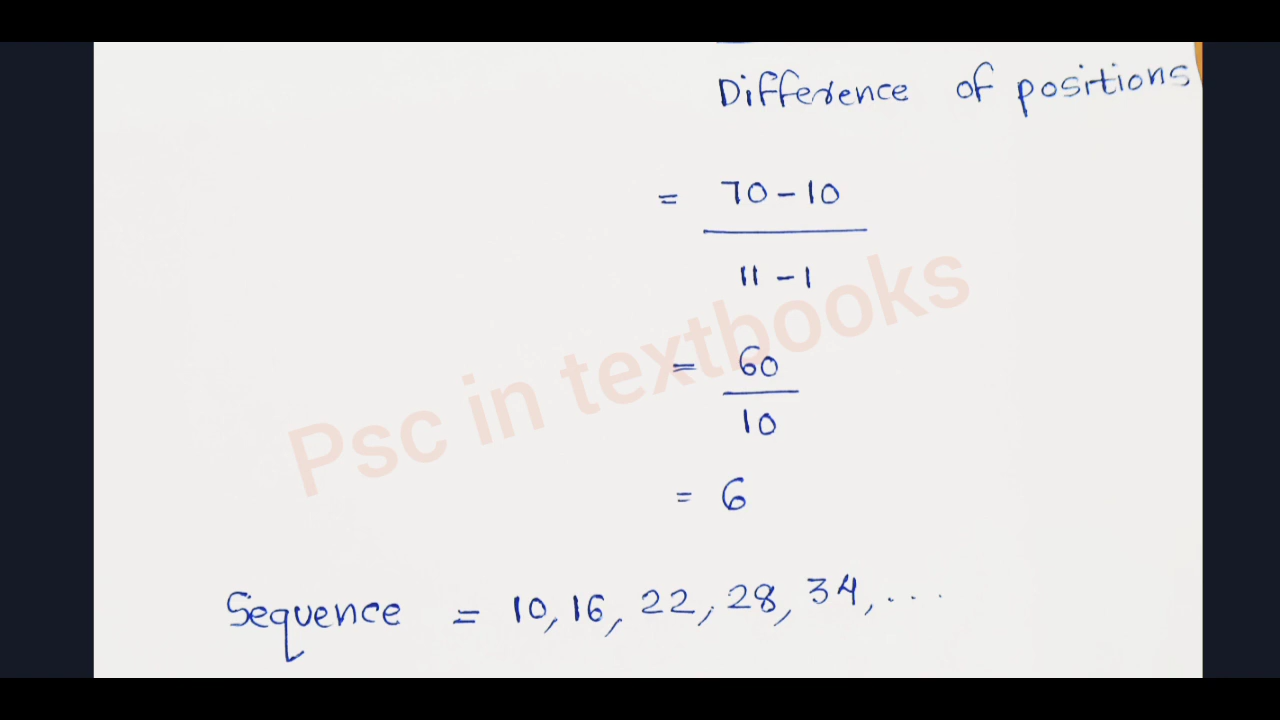 Difference of positions
= 70 - 10
11 - 1
= 60
10
= 6
Sequence = 10, 16, 22, 28, 34, ...
Psc in textbooks